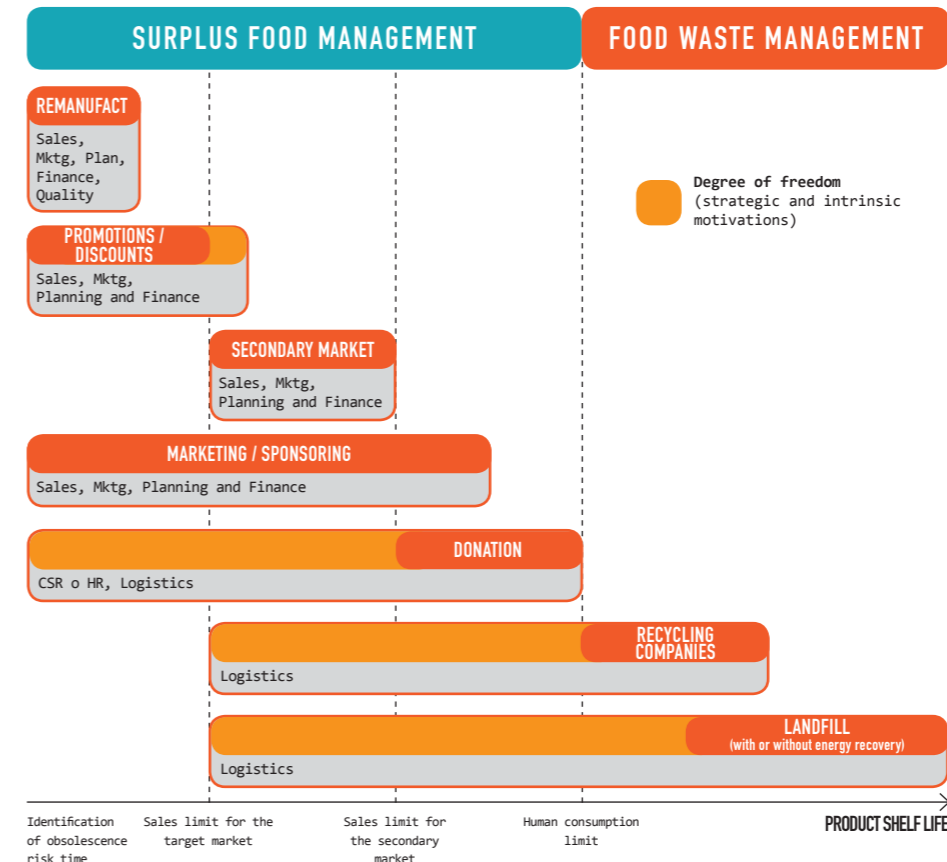 SURPLUS FOOD MANAGEMENT
FOOD WASTE MANAGEMENT
REMANUFACT
Sales,
Mktg, Plan,
Finance,
Quality
Degree of freedom
(strategic and intrinsic
motivations)
PROMOTIONS /
DISCOUNTS
Sales, Mktg,
Planning and Finance
SECONDARY MARKET
Sales, Mktg,
Planning and Finance
MARKETING / SPONSORING
Sales, Mktg, Planning and Finance
DONATION
CSR o HR, Logistics
RECYCLING
COMPANIES
Logistics
LANDFILL
(with or without energy recovery)
Logistics
Identification
of obsolescence
risk time
Sales limit for the
target market
Sales limit for
the secondary
market
Human consumption
limit
PRODUCT SHELF LIFE